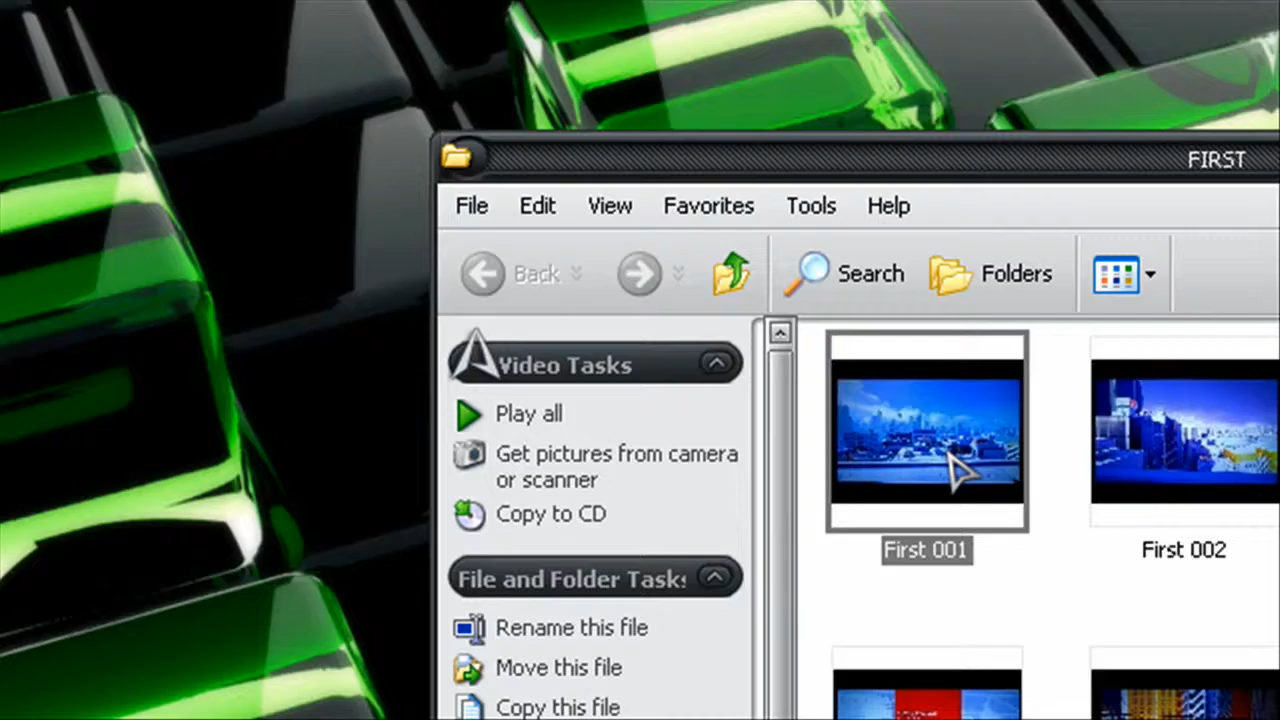 FIRST
File Edit View Favorites Tools Help
Back Search Folders
Video Tasks
Play all
Get pictures from camera
or scanner
Copy to CD
File and Folder Tasks
Rename this file
Move this file
Copy this file
First 001 First 002